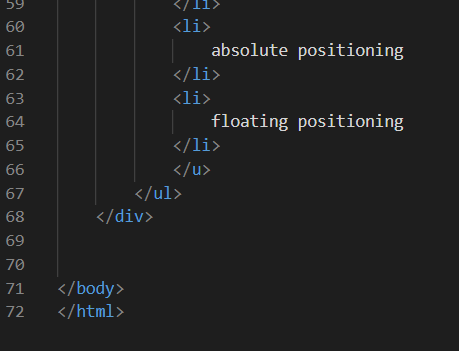 59 </li>
60 <li>
61 absolute positioning
62 </li>
63 <li>
64 floating positioning
65 </li>
66 </u>
67 </ul>
68 </div>
69
70
71 </body>
72 </html>